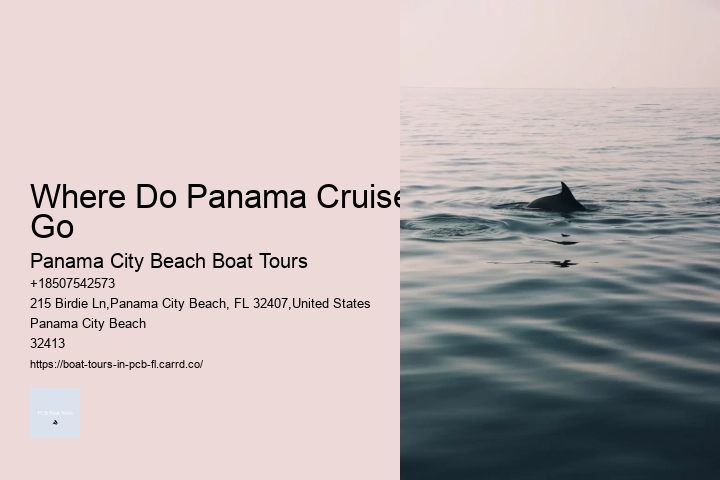 Where Do Panama Cruise
Go
Panama City Beach Boat Tours
+18507542573
215 Birdie Ln,Panama City Beach, FL 32407,United States
Panama City Beach
32413
https://boat-tours-in-pcb-fl.carrd.co/